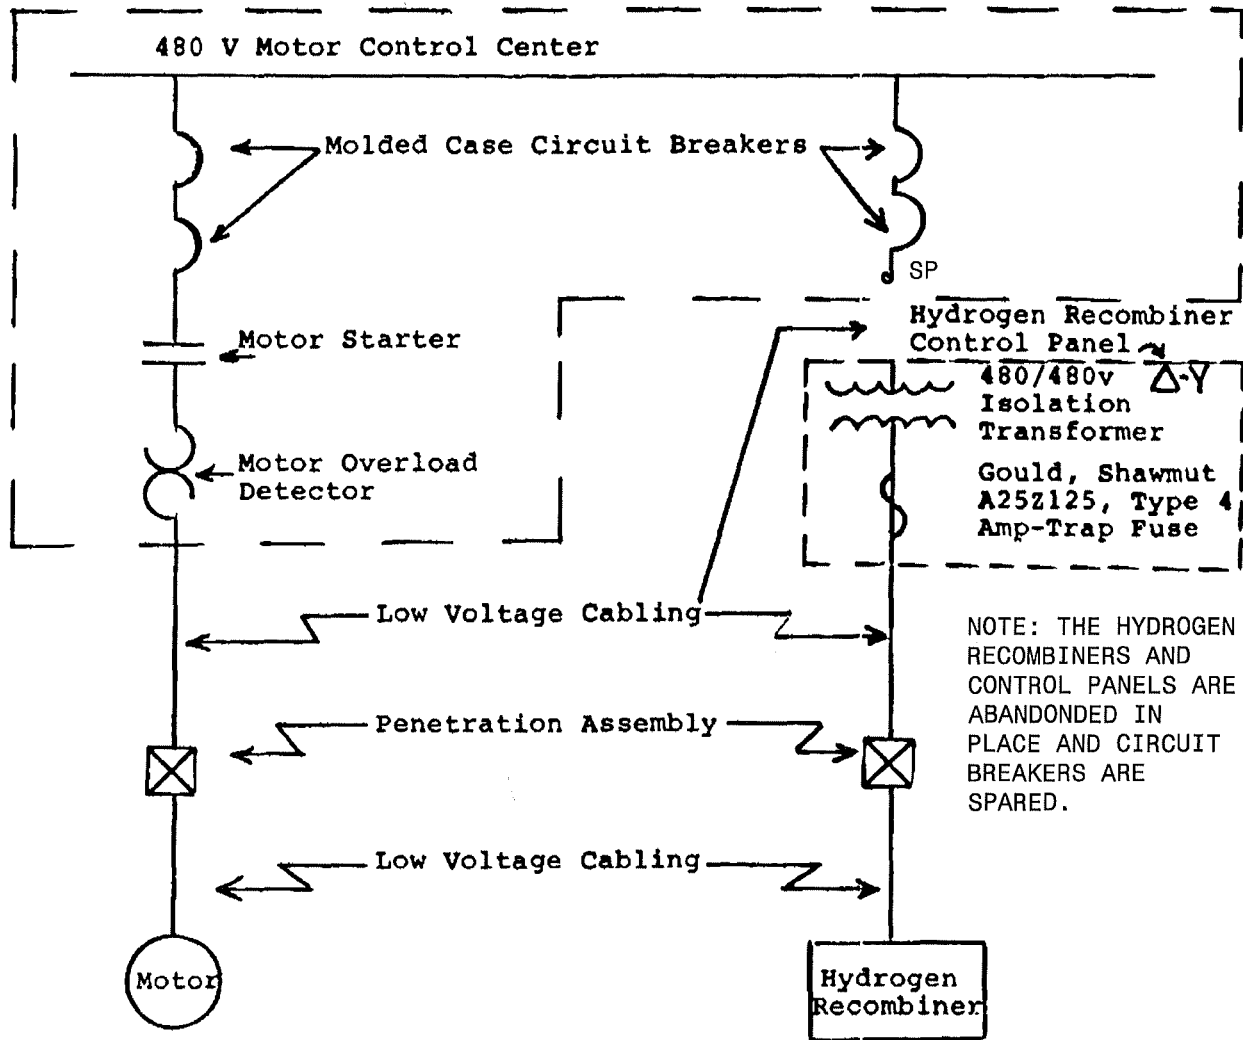 480 V Motor Control Center
Molded Case Circuit Breakers
SP
Motor Starter
Hydrogen Recombiner
Control Panel
480/480v Δ-Y
Isolation
Transformer
Motor Overload
Detector
Gould, Shawmut
A25Z125, Type 4
Amp-Trap Fuse
Low Voltage Cabling
NOTE: THE HYDROGEN
RECOMBINERS AND
CONTROL PANELS ARE
ABANDONDED IN
PLACE AND CIRCUIT
BREAKERS ARE
SPARED.
Penetration Assembly
Low Voltage Cabling
Motor
Hydrogen
Recombiner